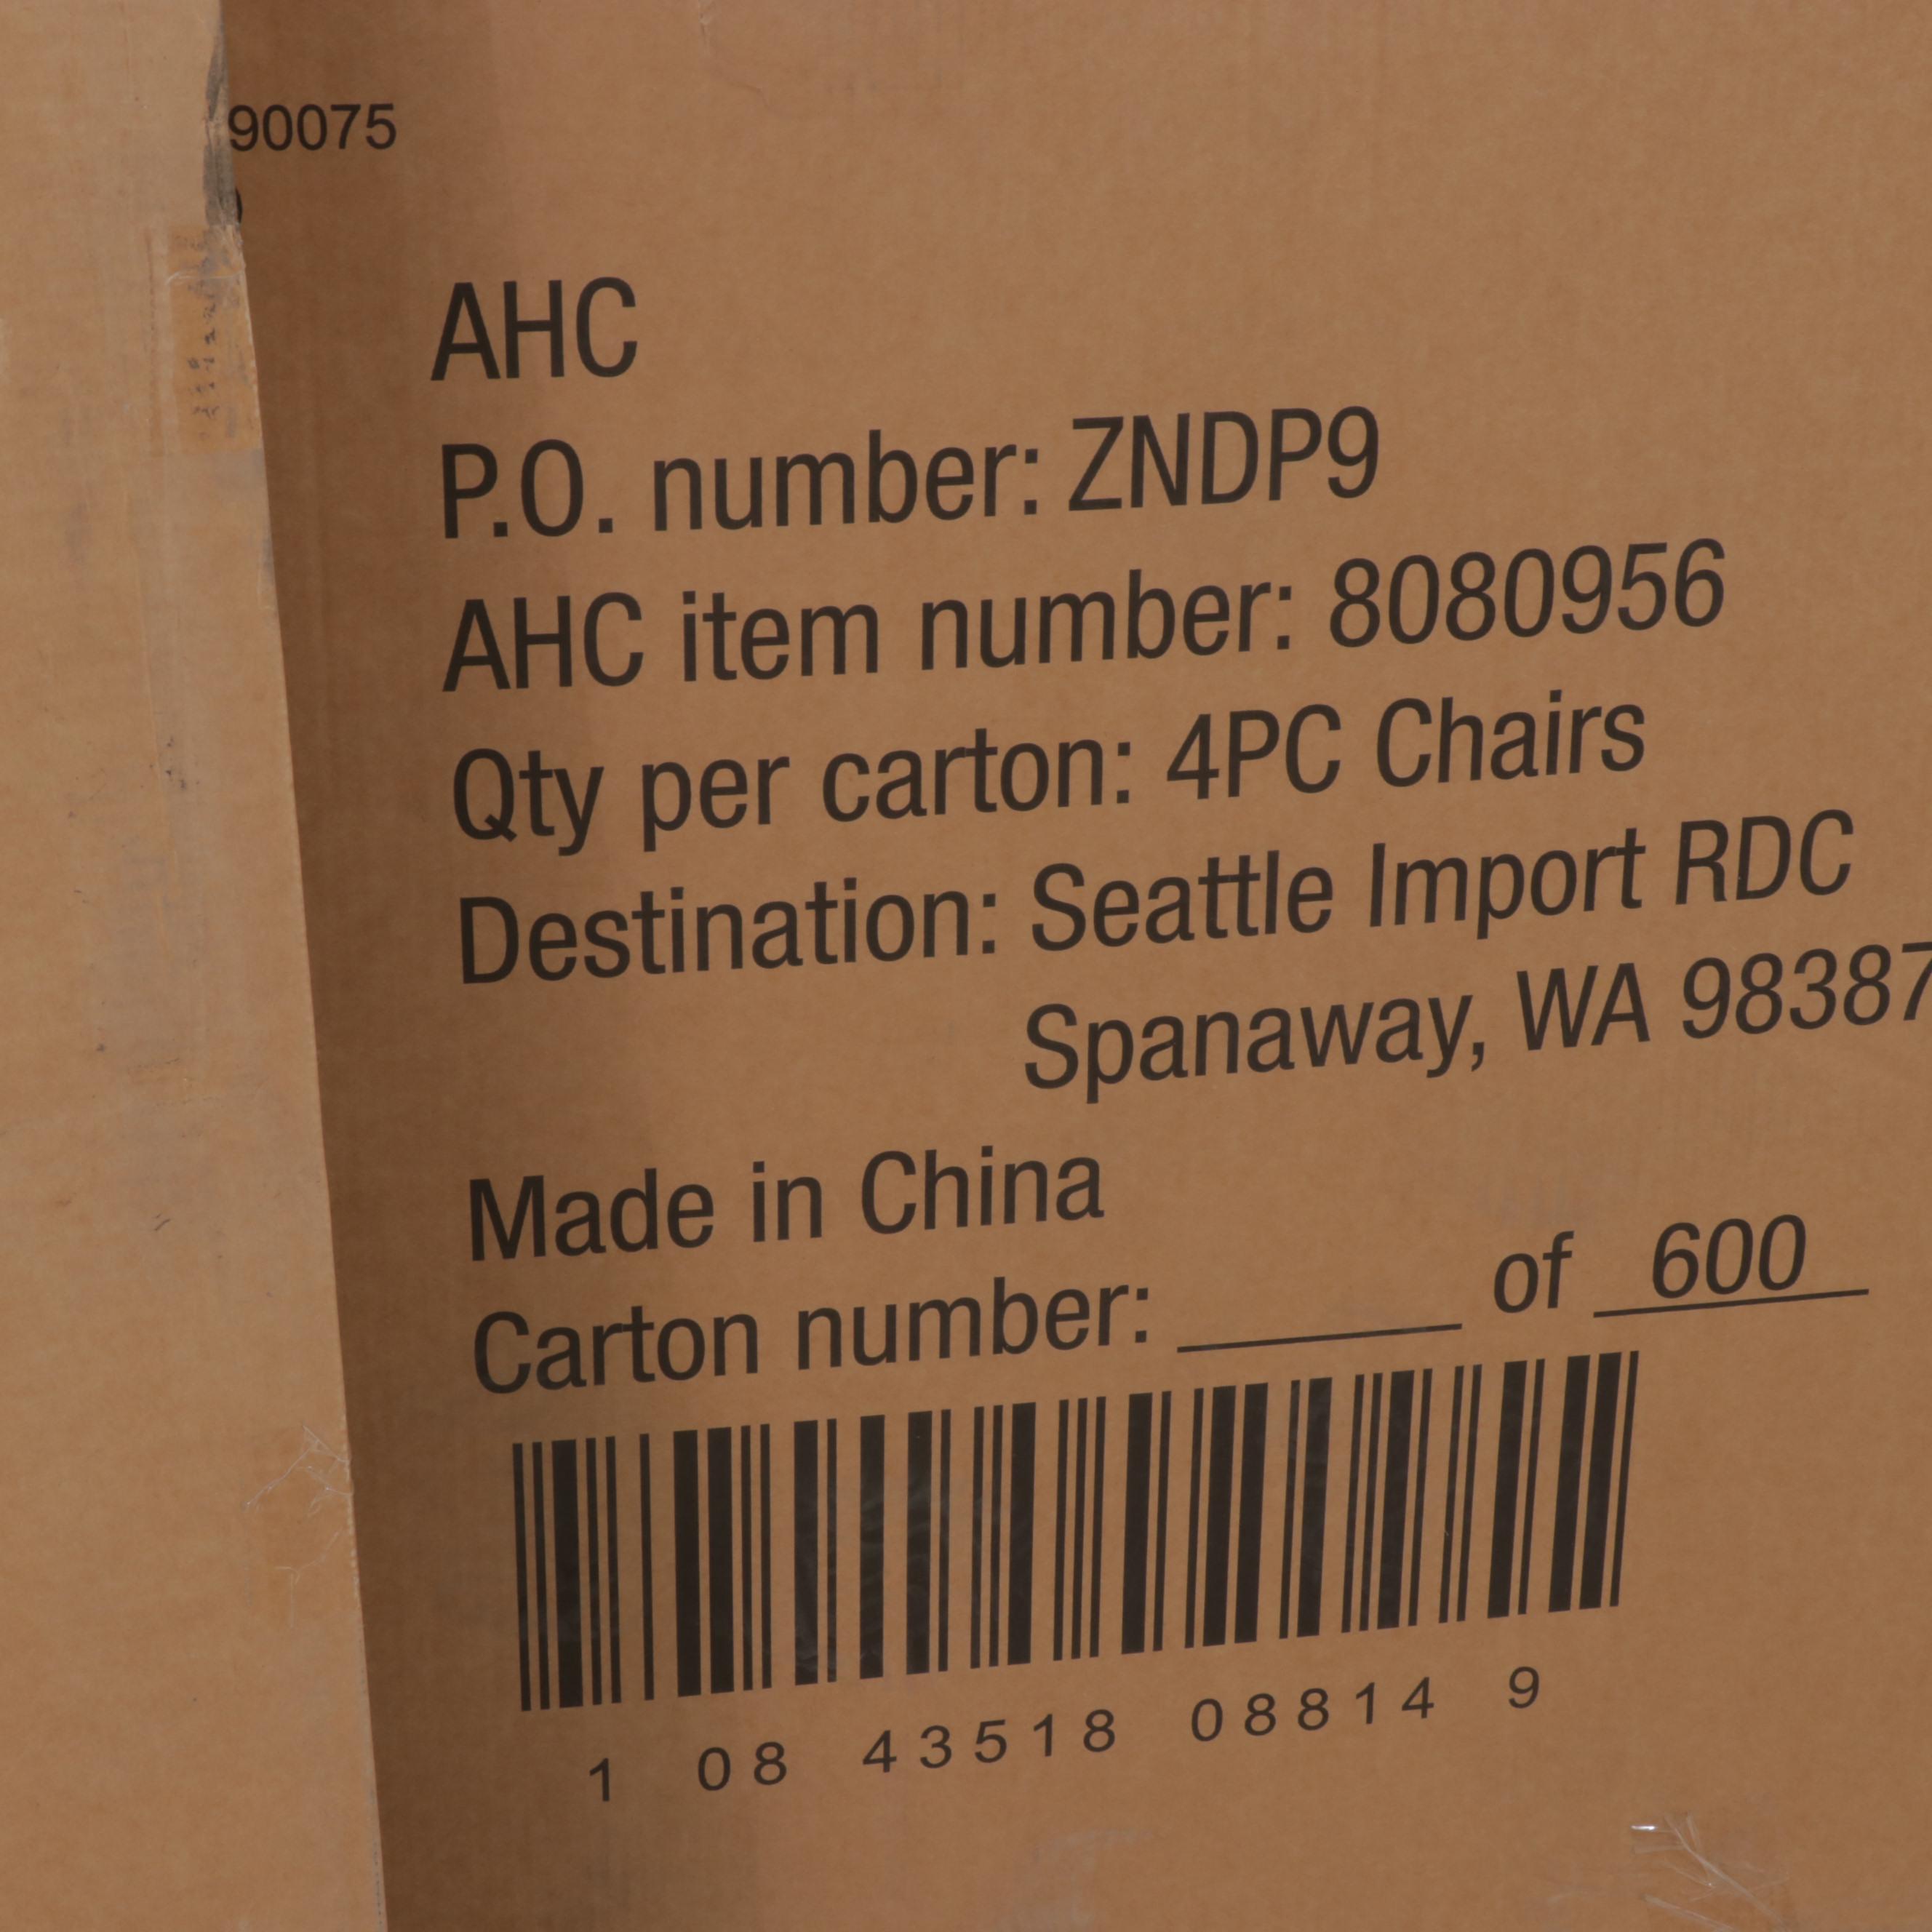 90075
AHC
P.O. number: ZNDP9
AHC item number: 8080956
Qty per carton: 4PC Chairs
Destination: Seattle Import RDC
Spanaway, WA 98387
Made in China
Carton number: _____ of 600
1 08 43518 08814 9